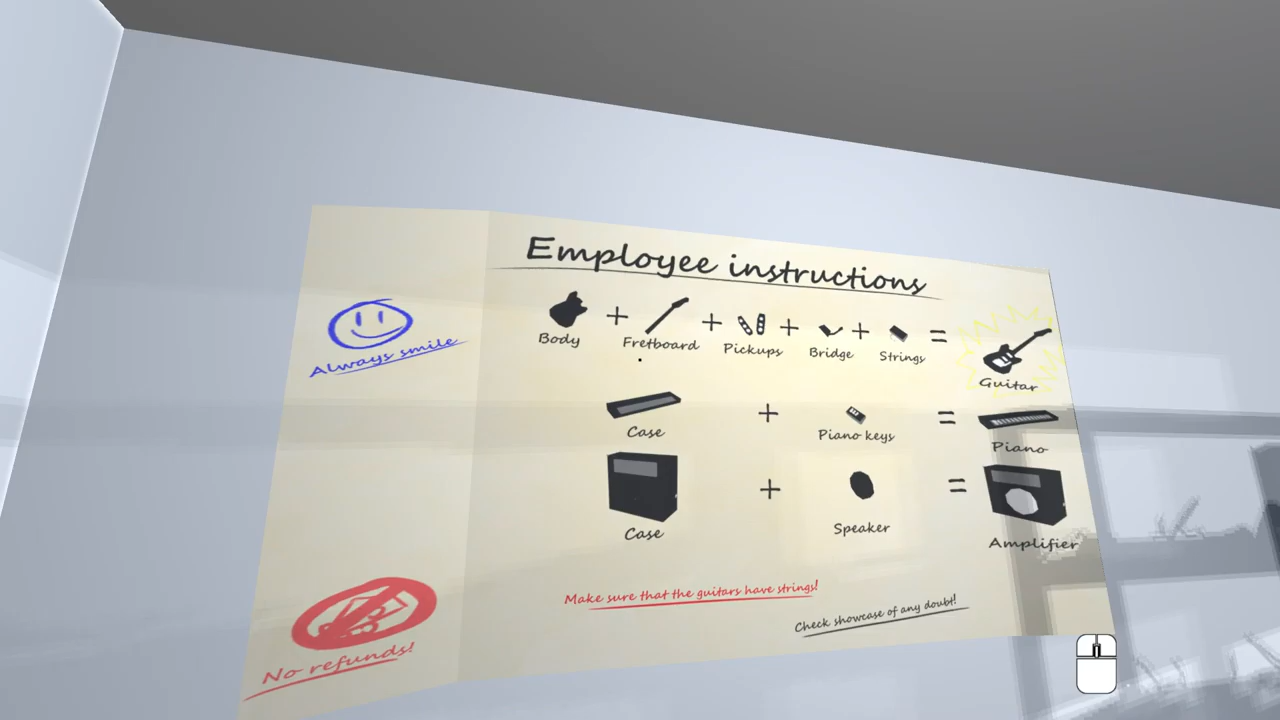 Employee instructions
Body + Fretboard + Pickups + Bridge + Strings = Guitar
Case + Piano keys = Piano
Case + Speaker = Amplifier
Always smile
No refunds!
Make sure that the guitars have strings!
Check showcase of any doubt!